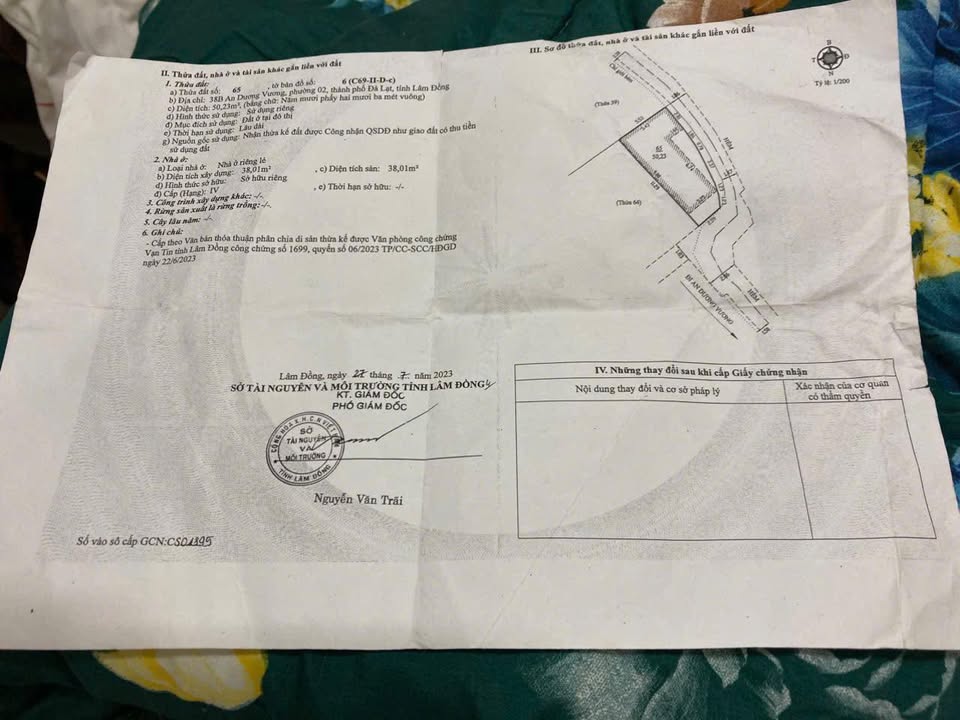 II. Thửa đất, nhà ở và tài sản khác gắn liền với đất
1. Thửa đất:
a) Thửa đất số: 65 , tờ bản đồ số: 6 (C69-II-D-c)
b) Địa chỉ: 38B An Dương Vương, phường 02, thành phố Đà Lạt, tỉnh Lâm Đồng
c) Diện tích: 50,23m², (bằng chữ: Năm mươi phẩy hai mươi ba mét vuông)
d) Hình thức sử dụng: Sử dụng riêng
đ) Mục đích sử dụng: Đất ở tại đô thị
e) Thời hạn sử dụng: Lâu dài
g) Nguồn gốc sử dụng: Nhận thừa kế đất được Công nhận QSDĐ như giao đất có thu tiền
sử dụng đất
2. Nhà ở:
a) Loại nhà ở: Nhà ở riêng lẻ
b) Diện tích xây dựng: 38,01m² , c) Diện tích sàn: 38,01m²
d) Hình thức sở hữu: Sở hữu riêng
đ) Cấp (Hạng): IV , e) Thời hạn sở hữu: -/-
3. Công trình xây dựng khác: -/-
4. Rừng sản xuất là rừng trồng: -/-
5. Cây lâu năm: -/-
6. Ghi chú:
- Cấp theo Văn bản thỏa thuận phân chia di sản thừa kế được Văn phòng công chứng
Vạn Tín tỉnh Lâm Đồng công chứng số 1699, quyển số 06/2023 TP/CC-SCC/HĐGD
ngày 22/6/2023
Lâm Đồng, ngày 27 tháng 7 năm 2023
SỞ TÀI NGUYÊN VÀ MÔI TRƯỜNG TỈNH LÂM ĐỒNG
KT. GIÁM ĐỐC
PHÓ GIÁM ĐỐC
CỘNG HÒA X.H.C.N VIỆT NAM
SỞ
TÀI NGUYÊN
VÀ
MÔI TRƯỜNG
TỈNH LÂM ĐỒNG
Nguyễn Văn Trãi
Số vào sổ cấp GCN:CS01395
III. Sơ đồ thửa đất, nhà ở và tài sản khác gắn liền với đất
B
T Đ
N
Tỷ lệ: 1/200
Chỉ giới hẻm
(Thửa 39)
HẺM
65
50,23
(Thửa 64)
HẺM
ĐI AN DƯƠNG VƯƠNG
IV. Những thay đổi sau khi cấp Giấy chứng nhận
Nội dung thay đổi và cơ sở pháp lý
Xác nhận của cơ quan
có thẩm quyền